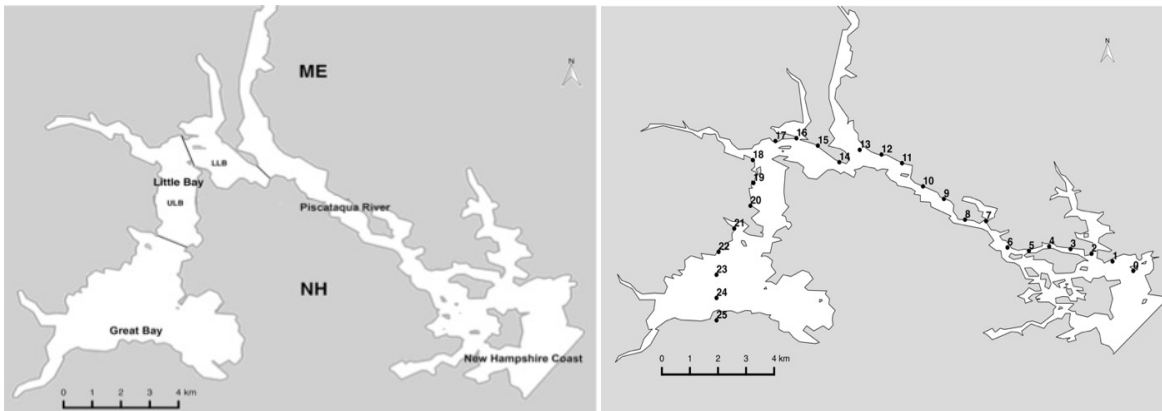 ME
N
LLB
Little Bay
ULB
Piscataqua River
NH
Great Bay
New Hampshire Coast
0 1 2 4 km
N
17 16 15 14 13 12 11
18
19
20
10
9
8 7
21
22
6 5 4 3 2 1 0
23
24
25
0 1 2 4 km